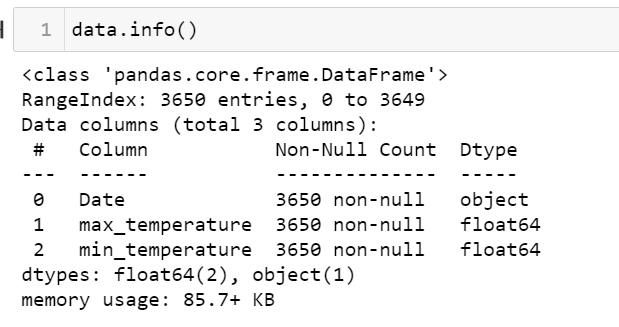 1 data.info()
<class 'pandas.core.frame.DataFrame'>
RangeIndex: 3650 entries, 0 to 3649
Data columns (total 3 columns):
 #   Column           Non-Null Count  Dtype
---  ------           --------------  -----
 0   Date             3650 non-null   object
 1   max_temperature  3650 non-null   float64
 2   min_temperature  3650 non-null   float64
dtypes: float64(2), object(1)
memory usage: 85.7+ KB